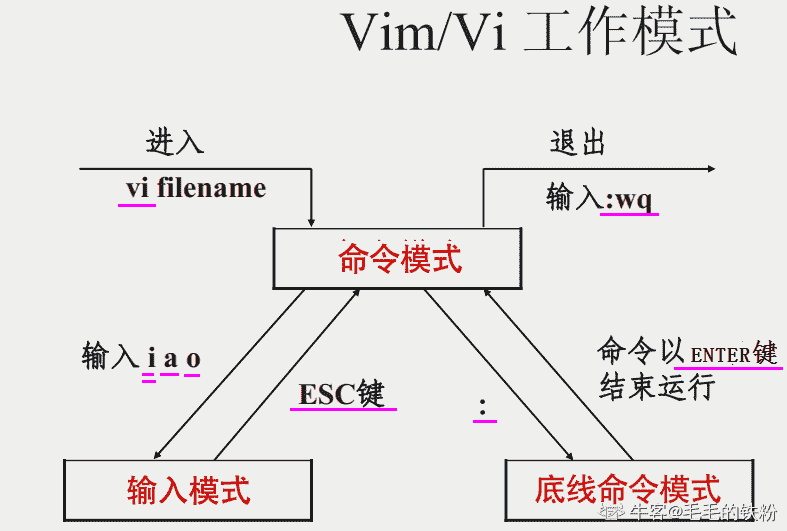 Vim/Vi 工作模式
进入
退出
vi filename
输入:wq
命令模式
输入 i a o
ESC键
:
命令以 ENTER键
结束运行
输入模式
底线命令模式
牛客@毛毛的铁粉